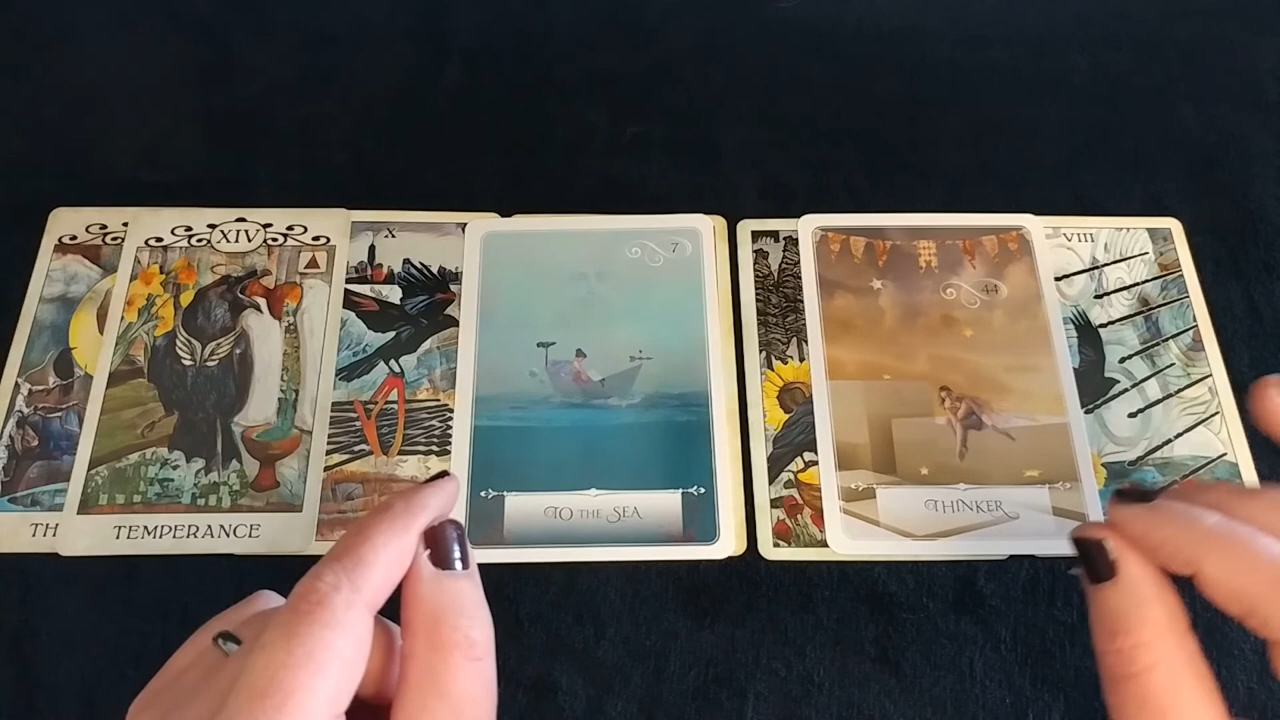 XIV
X
7
44
VIII
TH
TEMPERANCE
TO THE SEA
THINKER